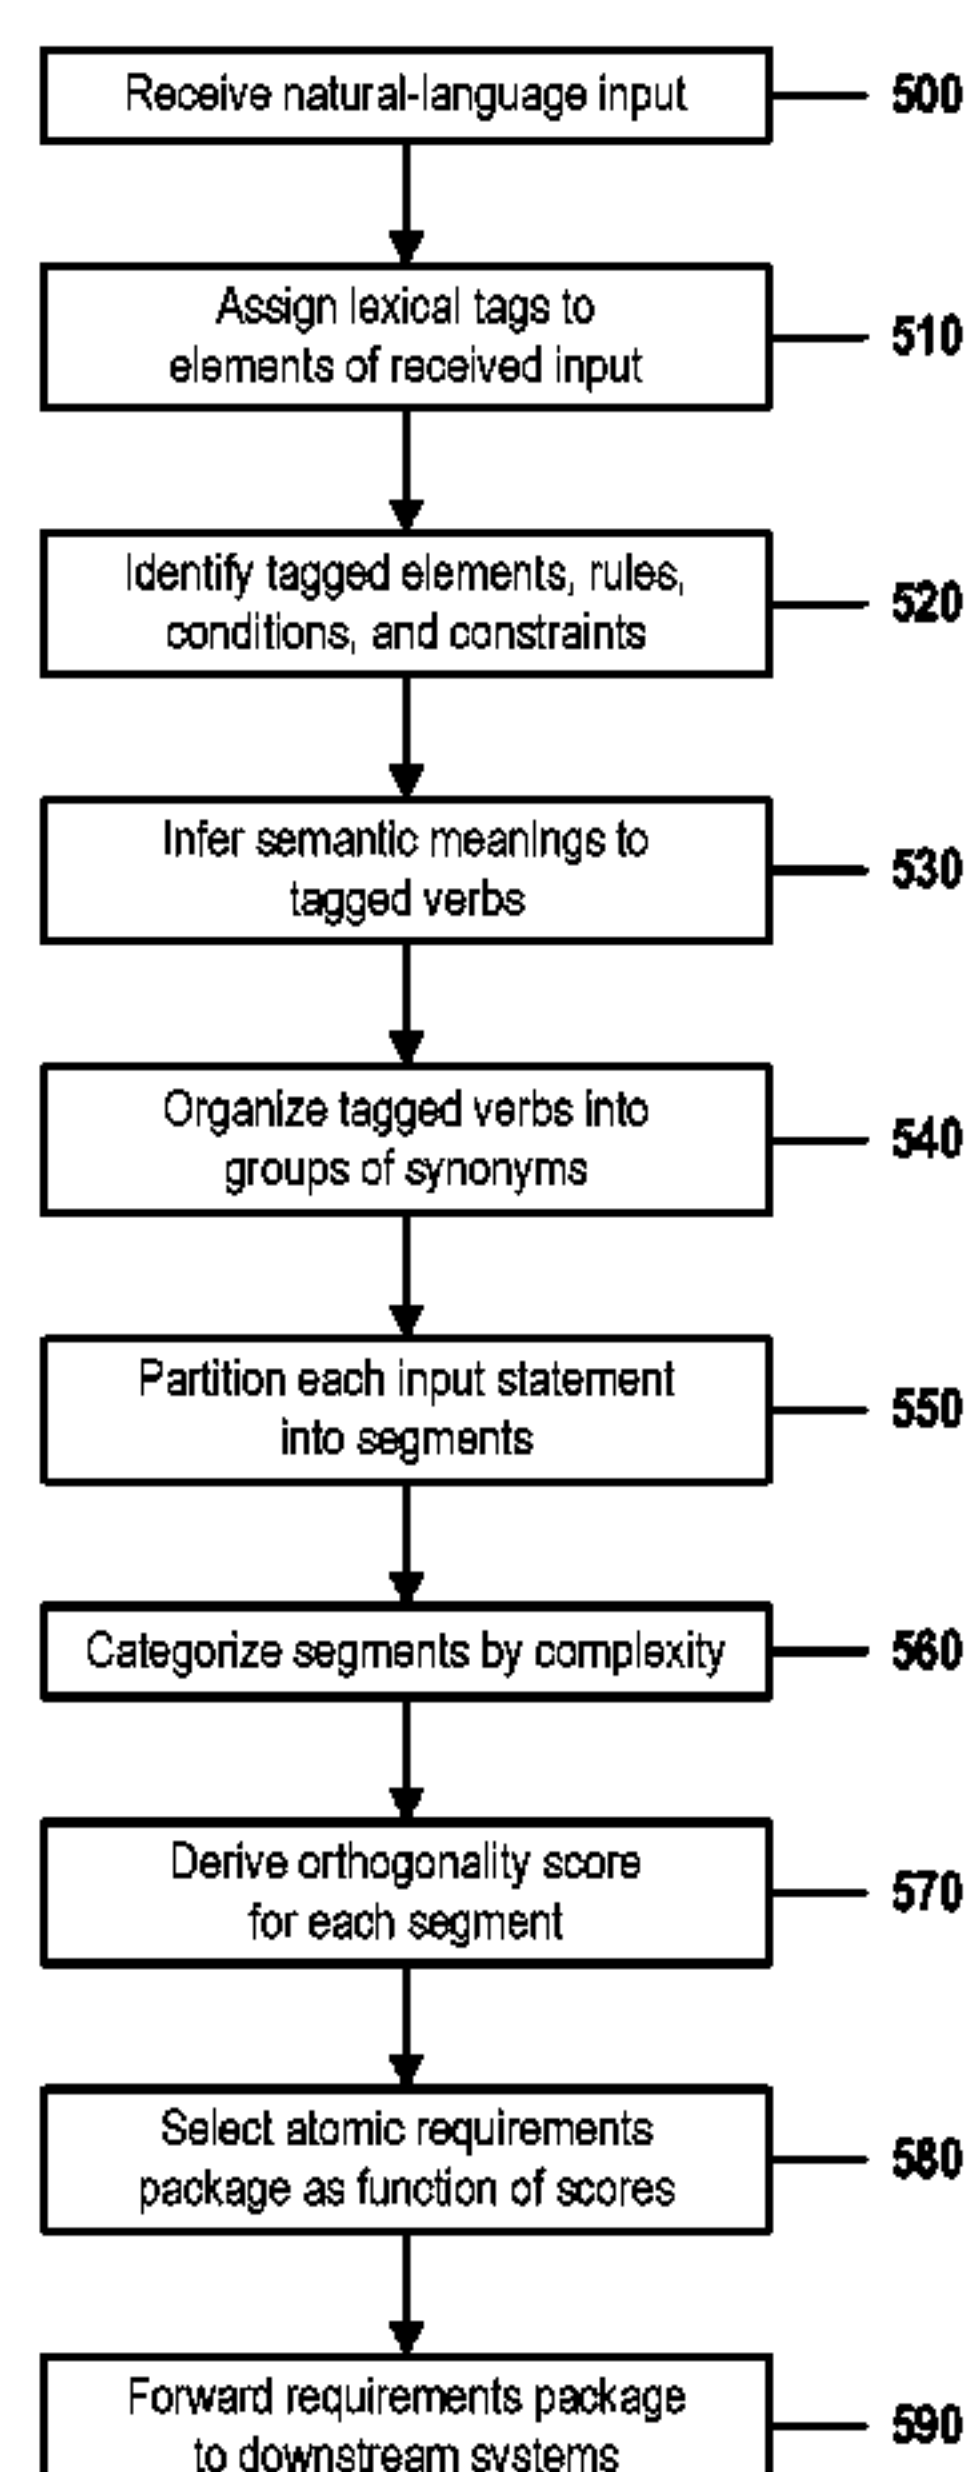 Receive natural-language input
500
Assign lexical tags to
elements of received input
510
Identify tagged elements, rules,
conditions, and constraints
520
Infer semantic meanings to
tagged verbs
530
Organize tagged verbs into
groups of synonyms
540
Partition each input statement
into segments
550
Categorize segments by complexity
560
Derive orthogonality score
for each segment
570
Select atomic requirements
package as function of scores
580
Forward requirements package
to downstream systems
590